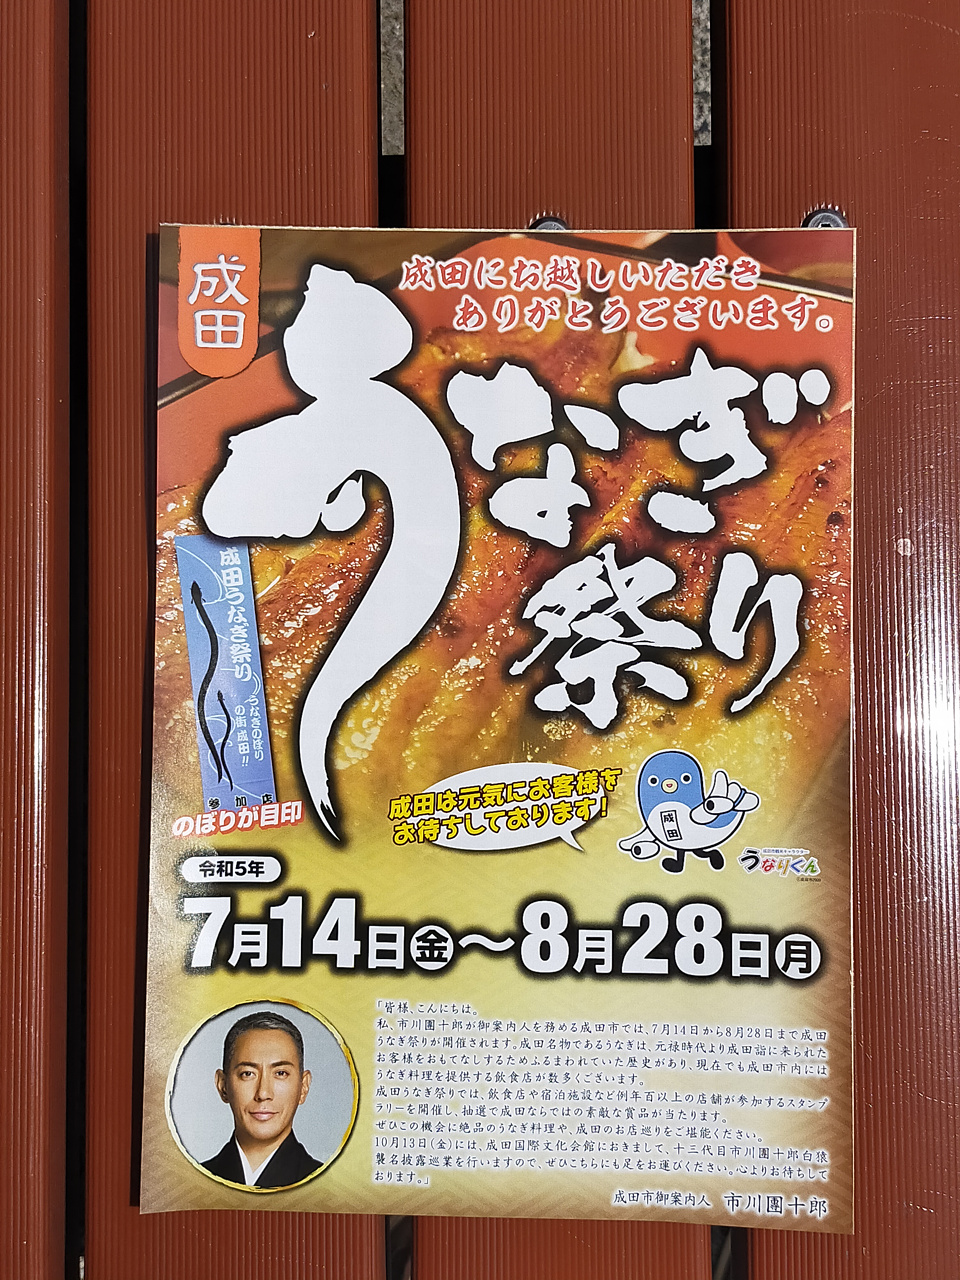 成田
成田にお越しいただき
ありがとうございます。
うなぎ
祭り
成田うなぎ祭り
うなぎのぼり
の街成田!!
参加店
のぼりが目印
成田は元気にお客様を
お待ちしております!
成田
うなりくん
令和5年
7月14日金〜8月28日月
「皆様、こんにちは。
私、市川團十郎が御案内人を務める成田市では、7月14日から8月28日まで成田
うなぎ祭りが開催されます。成田名物であるうなぎは、元禄時代より成田詣に来られた
お客様をおもてなしするためふるまわれていた歴史があり、現在でも成田市内には
うなぎ料理を提供する飲食店が数多くございます。
成田うなぎ祭りでは、飲食店や宿泊施設など例年百以上の店舗が参加するスタンプ
ラリーを開催し、抽選で成田ならではの素敵な賞品が当たります。
ぜひこの機会に絶品のうなぎ料理や、成田のお店巡りをご堪能ください。
10月13日(金)には、成田国際文化会館におきまして、十三代目市川團十郎白猿
襲名披露巡業を行いますので、ぜひこちらにも足をお運びください。心よりお待ちして
おります。」
成田市御案内人 市川團十郎